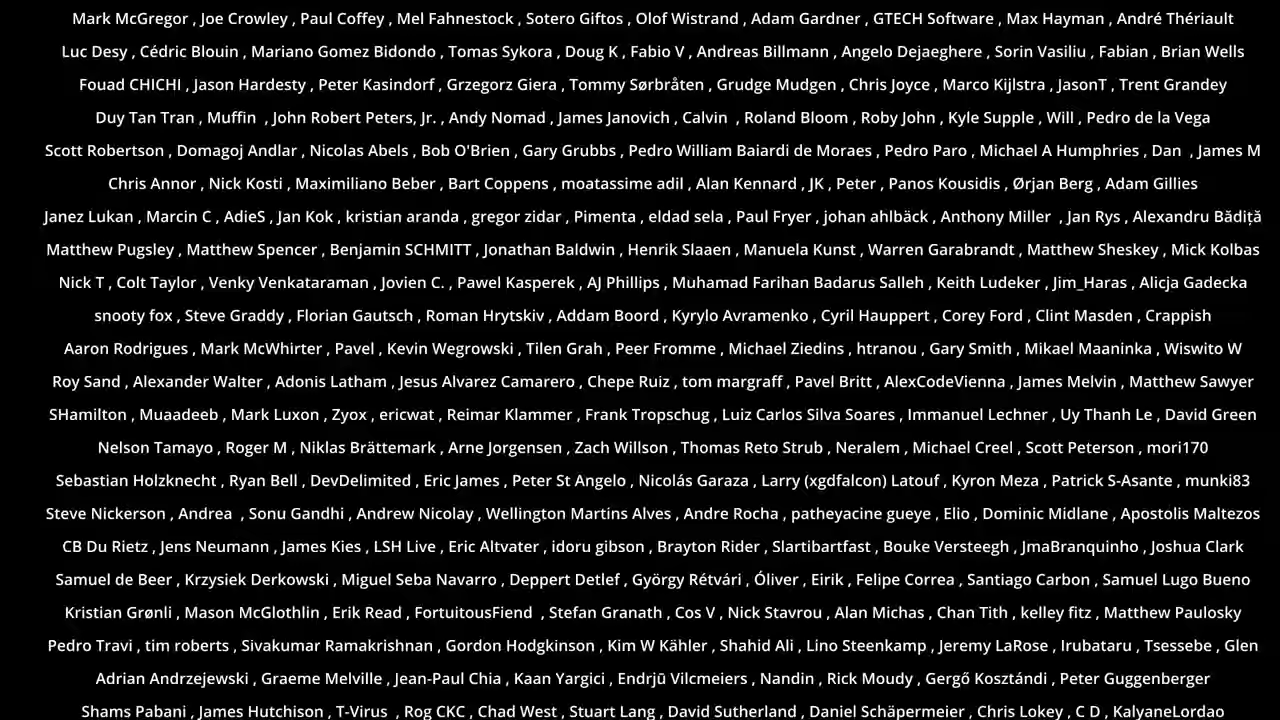 Mark McGregor , Joe Crowley , Paul Coffey , Mel Fahnestock , Sotero Giftos , Olof Wistrand , Adam Gardner , GTECH Software , Max Hayman , André Thériault
Luc Desy , Cédric Blouin , Mariano Gomez Bidondo , Tomas Sykora , Doug K , Fabio V , Andreas Billmann , Angelo Dejaeghere , Sorin Vasiliu , Fabian , Brian Wells
Fouad CHICHI , Jason Hardesty , Peter Kasindorf , Grzegorz Giera , Tommy Sørbråten , Grudge Mudgen , Chris Joyce , Marco Kijlstra , JasonT , Trent Grandey
Duy Tan Tran , Muffin  , John Robert Peters, Jr. , Andy Nomad , James Janovich , Calvin  , Roland Bloom , Roby John , Kyle Supple , Will , Pedro de la Vega
Scott Robertson , Domagoj Andlar , Nicolas Abels , Bob O'Brien , Gary Grubbs , Pedro William Baiardi de Moraes , Pedro Paro , Michael A Humphries , Dan  , James M
Chris Annor , Nick Kosti , Maximiliano Beber , Bart Coppens , moatassime adil , Alan Kennard , JK , Peter , Panos Kousidis , Ørjan Berg , Adam Gillies
Janez Lukan , Marcin C , AdieS , Jan Kok , kristian aranda , gregor zidar , Pimenta , eldad sela , Paul Fryer , johan ahlbäck , Anthony Miller  , Jan Rys , Alexandru Bădiță
Matthew Pugsley , Matthew Spencer , Benjamin SCHMITT , Jonathan Baldwin , Henrik Slaaen , Manuela Kunst , Warren Garabrandt , Matthew Sheskey , Mick Kolbas
Nick T , Colt Taylor , Venky Venkataraman , Jovien C. , Pawel Kasperek , AJ Phillips , Muhamad Farihan Badarus Salleh , Keith Ludeker , Jim_Haras , Alicja Gadecka
snooty fox , Steve Graddy , Florian Gautsch , Roman Hrytskiv , Addam Boord , Kyrylo Avramenko , Cyril Hauppert , Corey Ford , Clint Masden , Crappish
Aaron Rodrigues , Mark McWhirter , Pavel , Kevin Wegrowski , Tilen Grah , Peer Fromme , Michael Ziedins , htranou , Gary Smith , Mikael Maaninka , Wiswito W
Roy Sand , Alexander Walter , Adonis Latham , Jesus Alvarez Camarero , Chepe Ruiz , tom margraff , Pavel Britt , AlexCodeVienna , James Melvin , Matthew Sawyer
SHamilton , Muaadeeb , Mark Luxon , Zyox , ericwat , Reimar Klammer , Frank Tropschug , Luiz Carlos Silva Soares , Immanuel Lechner , Uy Thanh Le , David Green
Nelson Tamayo , Roger M , Niklas Brättemark , Arne Jorgensen , Zach Willson , Thomas Reto Strub , Neralem , Michael Creel , Scott Peterson , mori170
Sebastian Holzknecht , Ryan Bell , DevDelimited , Eric James , Peter St Angelo , Nicolás Garaza , Larry (xgdfalcon) Latouf , Kyron Meza , Patrick S-Asante , munki83
Steve Nickerson , Andrea  , Sonu Gandhi , Andrew Nicolay , Wellington Martins Alves , Andre Rocha , patheyacine gueye , Elio , Dominic Midlane , Apostolis Maltezos
CB Du Rietz , Jens Neumann , James Kies , LSH Live , Eric Altvater , idoru gibson , Brayton Rider , Slartibartfast , Bouke Versteegh , JmaBranquinho , Joshua Clark
Samuel de Beer , Krzysiek Derkowski , Miguel Seba Navarro , Deppert Detlef , György Rétvári , Óliver , Eirik , Felipe Correa , Santiago Carbon , Samuel Lugo Bueno
Kristian Grønli , Mason McGlothlin , Erik Read , FortuitousFiend  , Stefan Granath , Cos V , Nick Stavrou , Alan Michas , Chan Tith , kelley fitz , Matthew Paulosky
Pedro Travi , tim roberts , Sivakumar Ramakrishnan , Gordon Hodgkinson , Kim W Kähler , Shahid Ali , Lino Steenkamp , Jeremy LaRose , Irubataru , Tsessebe , Glen
Adrian Andrzejewski , Graeme Melville , Jean-Paul Chia , Kaan Yargici , Endrjū Vilcmeiers , Nandin , Rick Moudy , Gergő Kosztándi , Peter Guggenberger
Shams Pabani , James Hutchison , T-Virus  , Rog CKC , Chad West , Stuart Lang , David Sutherland , Daniel Schäpermeier , Chris Lokey , C D , KalyaneLordao